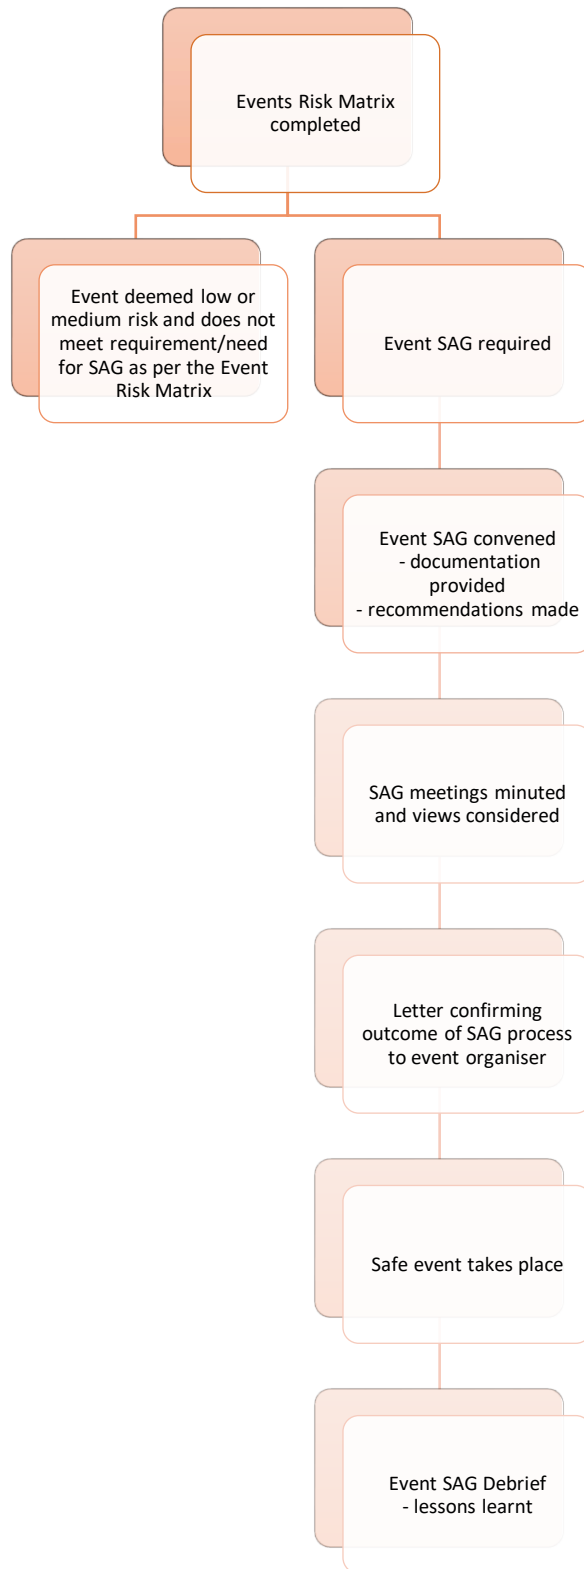 Events Risk Matrix
completed
Event deemed low or
medium risk and does not
meet requirement/need
for SAG as per the Event
Risk Matrix
Event SAG required
Event SAG convened
- documentation
provided
- recommendations made
SAG meetings minuted
and views considered
Letter confirming
outcome of SAG process
to event organiser
Safe event takes place
Event SAG Debrief
- lessons learnt